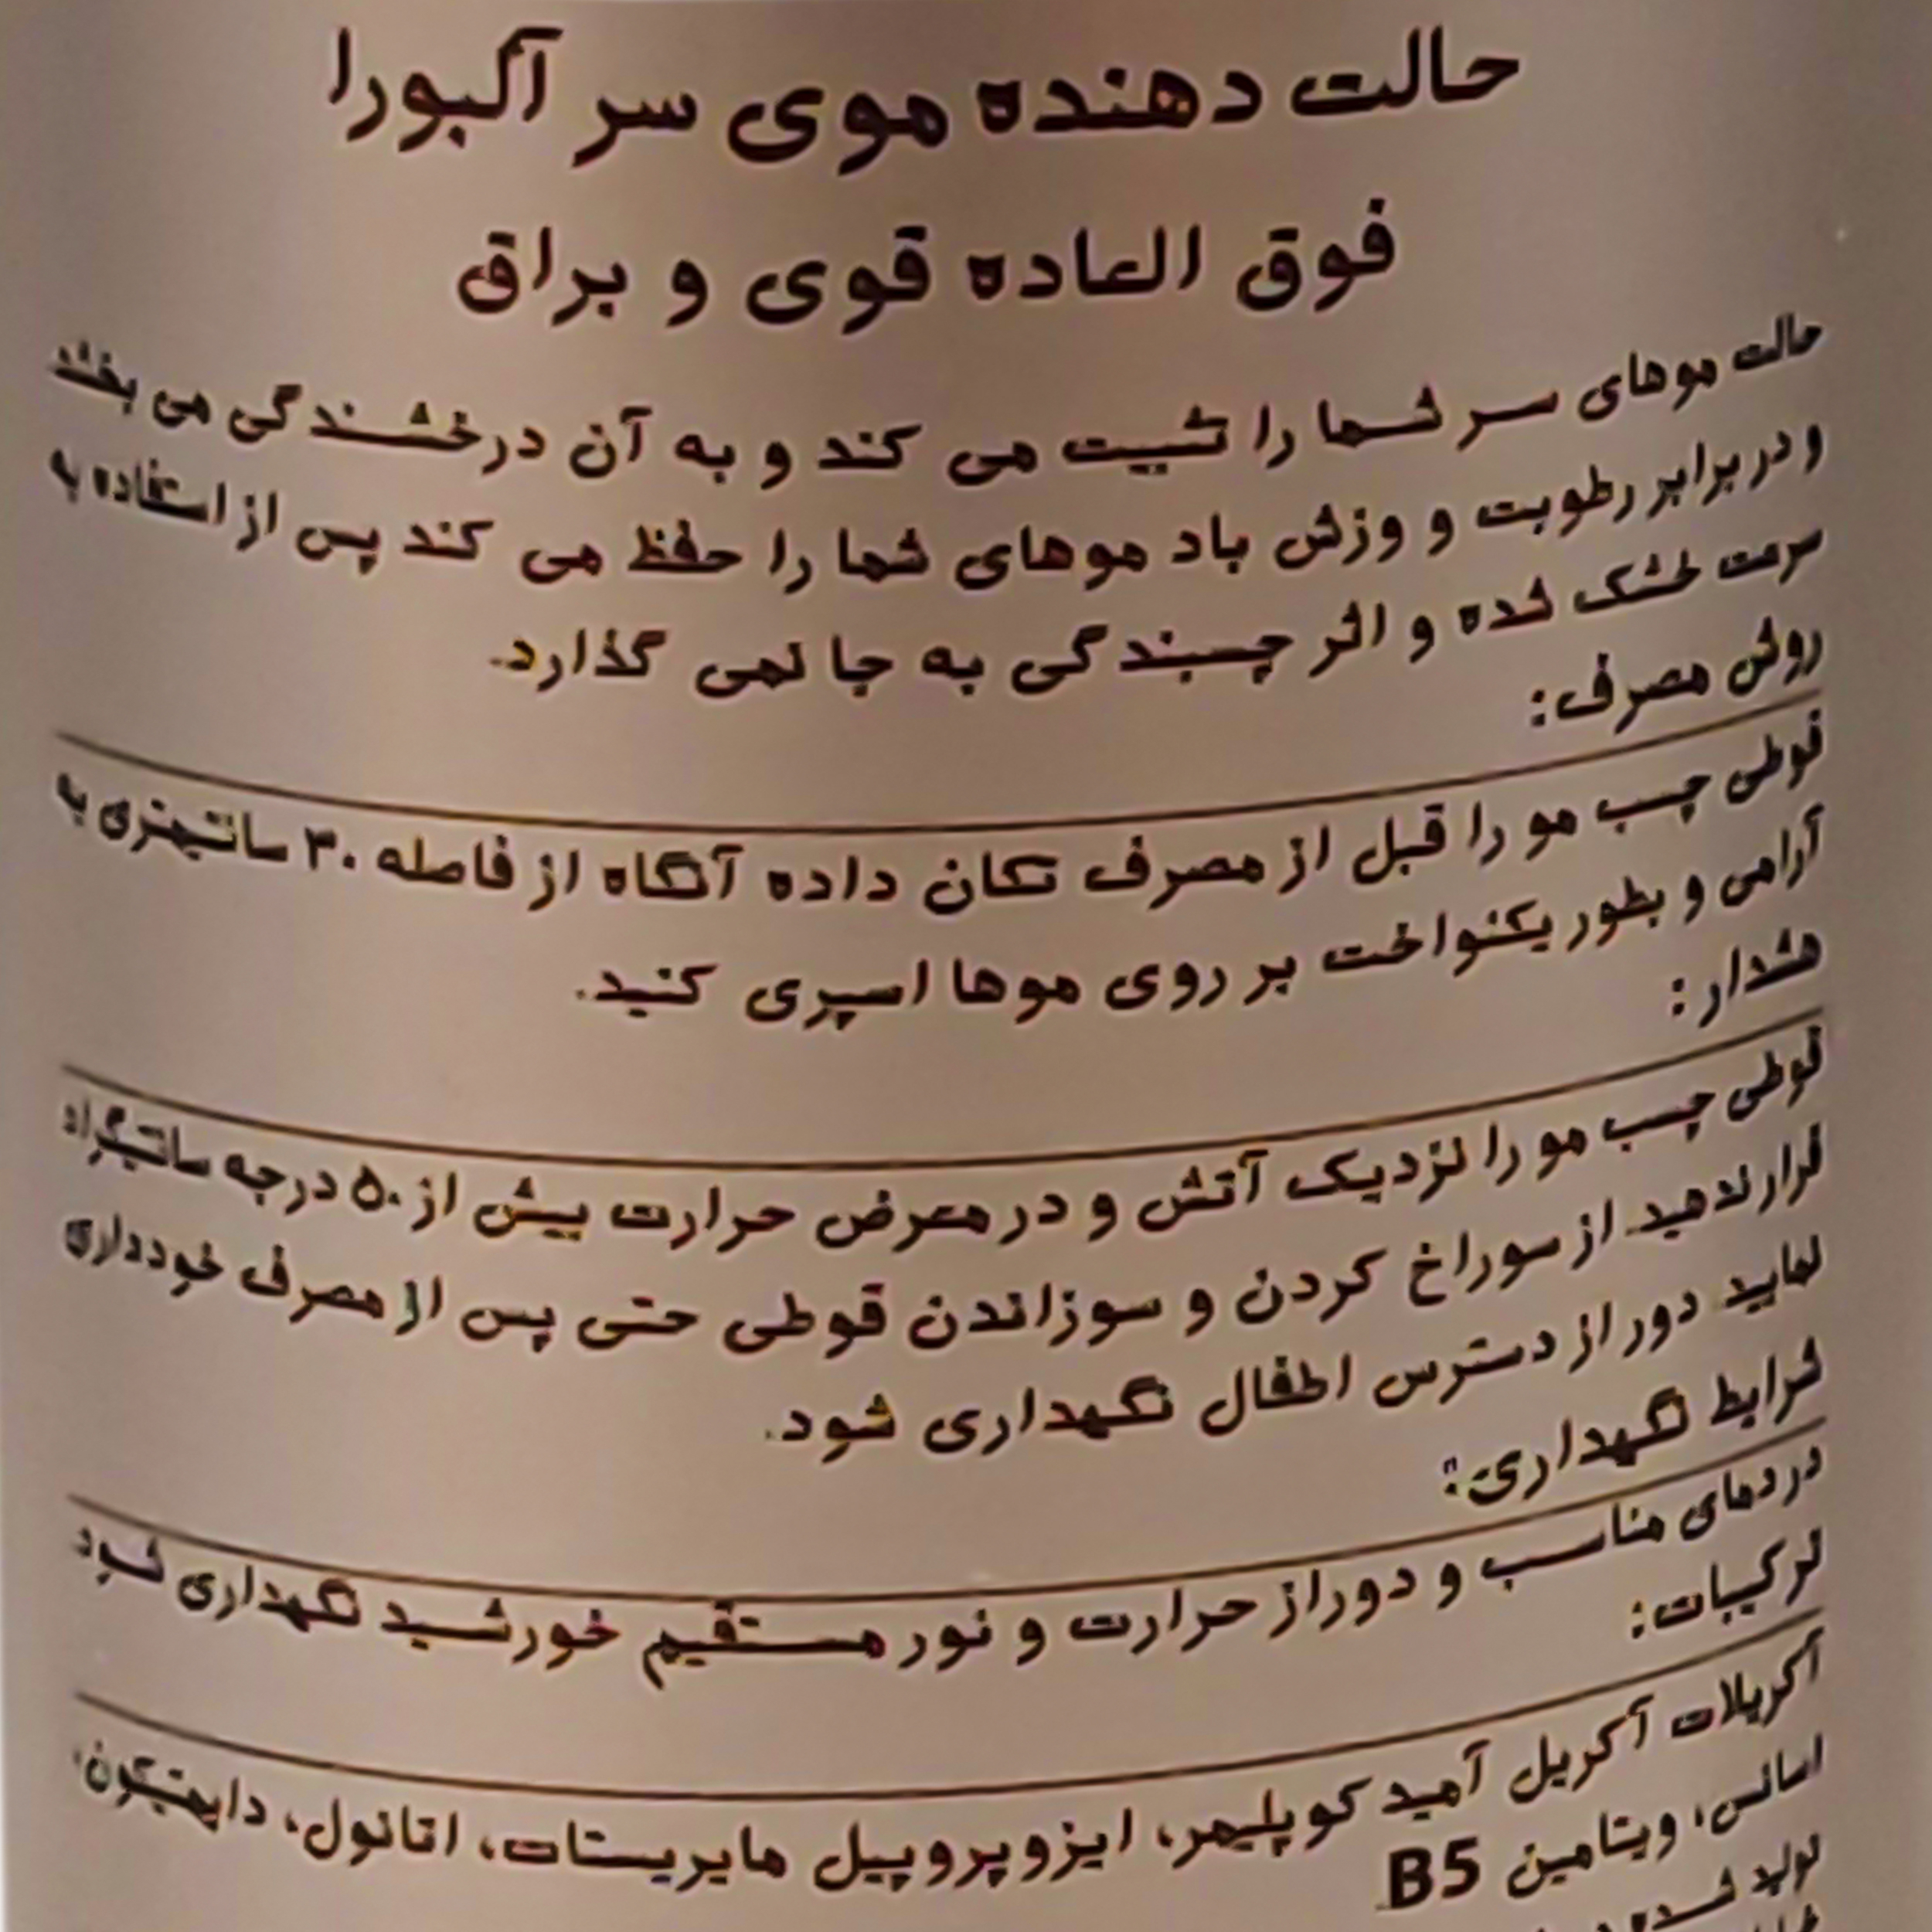 حالت دهنده موی سر آلبورا
فوق العاده قوی و براق
حالت موهای سر شما را تثبیت می کند و به آن درخشندگی می بخشد
و در برابر رطوبت و وزش باد موهای شما را حفظ می کند پس از استفاده به
سرعت خشک شده و اثر چسبندگی به جا نمی گذارد.
روش مصرف:
قوطی چسب مو را قبل از مصرف تکان داده آنگاه از فاصله ۳۰ سانتیمتری به
آرامی و بطور یکنواخت بر روی موها اسپری کنید.
هشدار:
قوطی چسب مو را نزدیک آتش و در معرض حرارت بیش از ۵۰ درجه سانتیگراد
قرار ندهید. از سوراخ کردن و سوزاندن قوطی حتی پس از مصرف خودداری
نمایید. دور از دسترس اطفال نگهداری شود.
شرایط نگهداری:
در دمای مناسب و دور از حرارت و نور مستقیم خورشید نگهداری شود
ترکیبات:
آکریلات آکریل آمید کوپلیمر، ایزوپروپیل مایریستات، اتانول، دایمتیکون،
اسانس، ویتامین B5
تولید شده